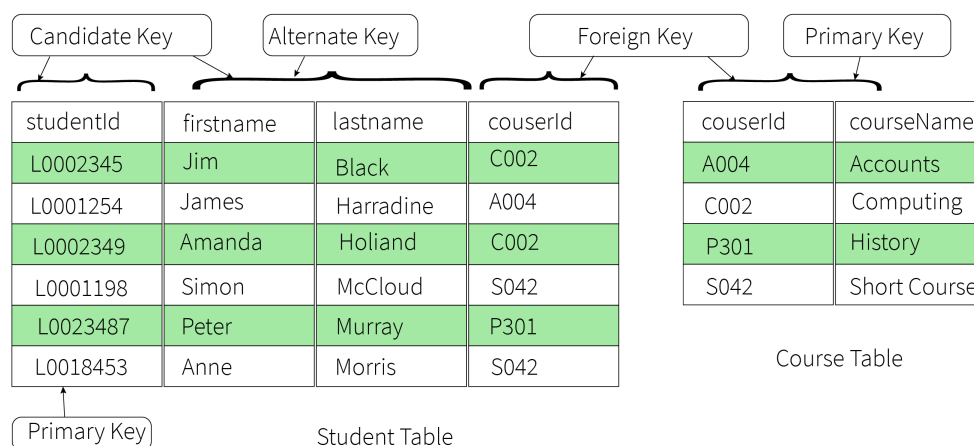 Candidate Key Alternate Key Foreign Key Primary Key
studentId firstname lastname couserId couserId courseName
L0002345 Jim Black C002 A004 Accounts
L0001254 James Harradine A004 C002 Computing
L0002349 Amanda Holiand C002 P301 History
L0001198 Simon McCloud S042 S042 Short Course
L0023487 Peter Murray P301
L0018453 Anne Morris S042
Course Table
Primary Key
Student Table